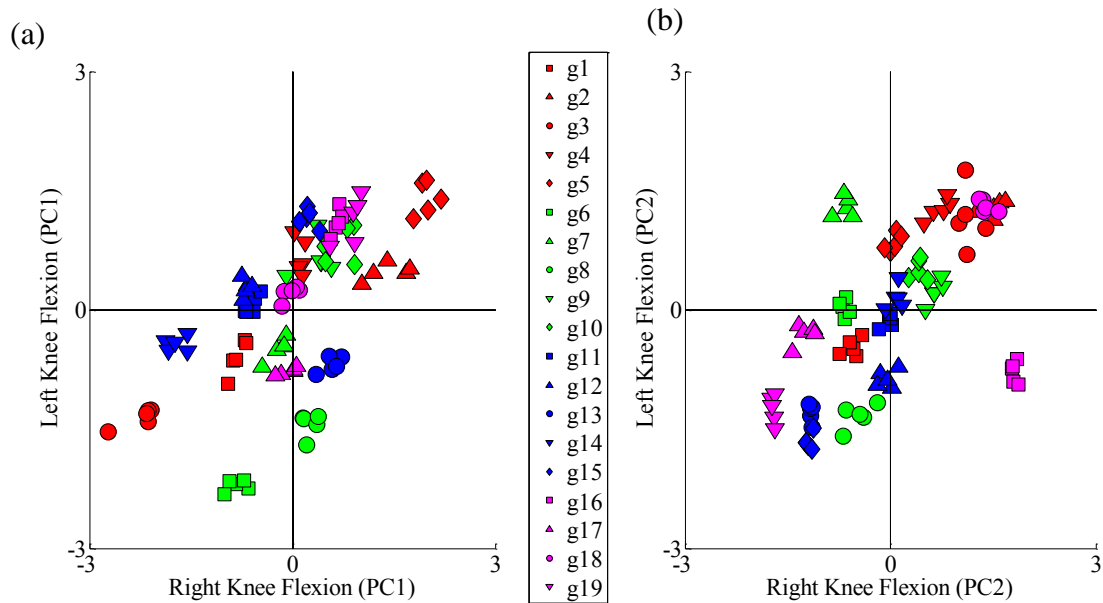 (a)
3
0
-3
-3
0
3
Left Knee Flexion (PC1)
Right Knee Flexion (PC1)
g1
g2
g3
g4
g5
g6
g7
g8
g9
g10
g11
g12
g13
g14
g15
g16
g17
g18
g19
(b)
3
0
-3
-3
0
3
Left Knee Flexion (PC2)
Right Knee Flexion (PC2)